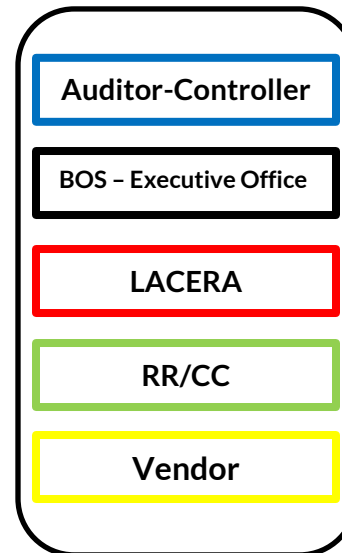 Auditor-Controller
BOS – Executive Office
LACERA
RR/CC
Vendor